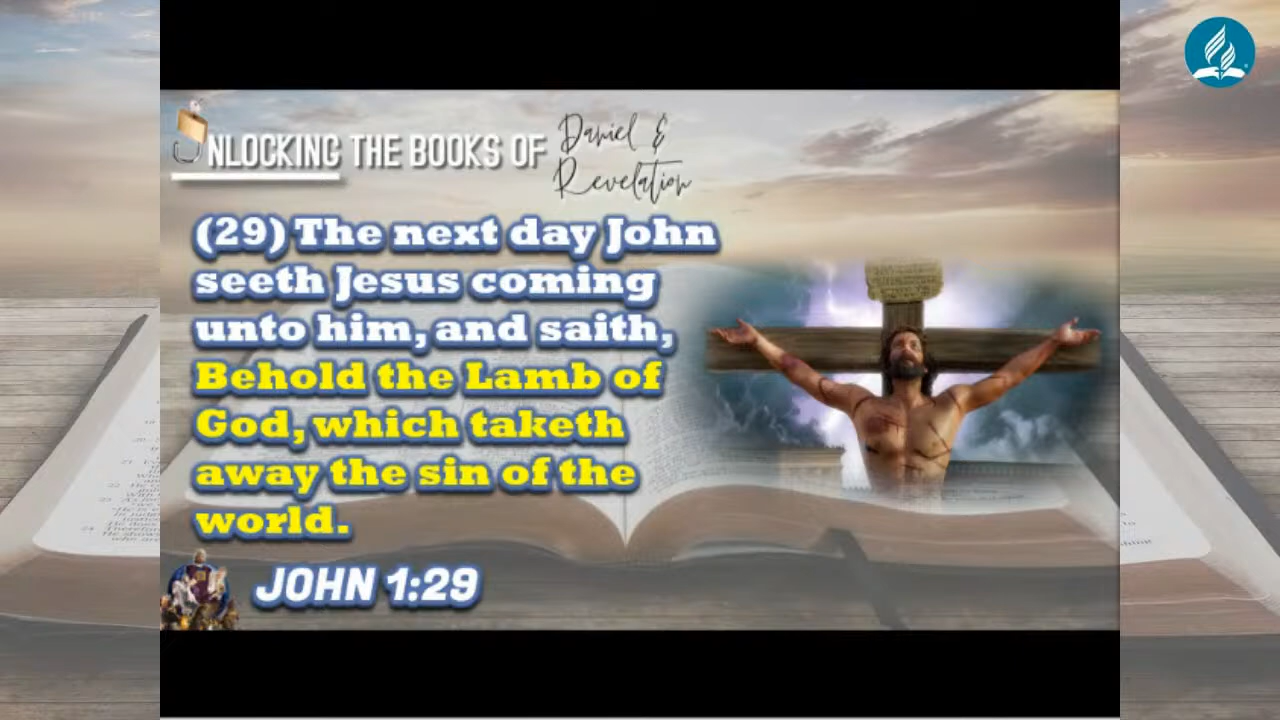 UNLOCKING THE BOOKS OF Daniel & Revelation
(29) The next day John
seeth Jesus coming
unto him, and saith,
Behold the Lamb of
God, which taketh
away the sin of the
world.
JOHN 1:29